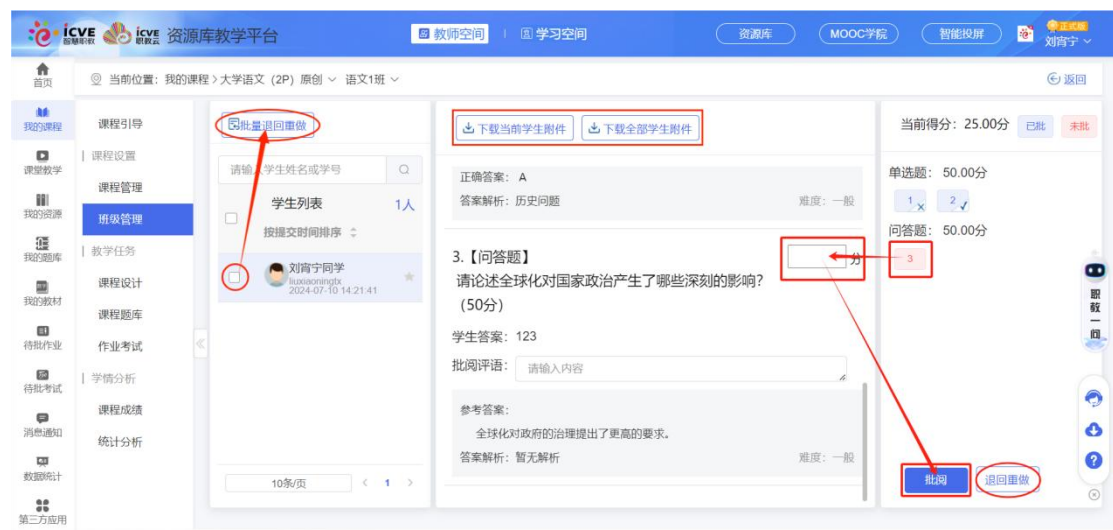 icve 智慧职教 icve 职教云 资源库教学平台
教师空间 学习空间
资源库 MOOC学院 智能投屏
正式版
刘宵宁
首页
当前位置：我的课程 > 大学语文（2P）原创 语文1班
返回
我的课程
课堂教学
我的资源
我的题库
我的教材
待批作业
待批考试
消息通知
数据统计
第三方应用
课程引导
课程设置
课程管理
班级管理
教学任务
课程设计
课程题库
作业考试
学情分析
课程成绩
统计分析
批量退回重做
请输入学生姓名或学号
学生列表 1人
按提交时间排序
刘宵宁同学
liuxiaoningtx
2024-07-10 14:21:41
10条/页 < 1 >
下载当前学生附件 下载全部学生附件
正确答案： A
答案解析：历史问题 难度：一般
3.【问答题】 分
请论述全球化对国家政治产生了哪些深刻的影响？
（50分）
学生答案：123
批阅评语： 请输入内容
参考答案：
全球化对政府的治理提出了更高的要求。
答案解析：暂无解析 难度：一般
当前得分：25.00分 已批 未批
单选题： 50.00分
1 2
问答题： 50.00分
3
批阅 退回重做
职教一问